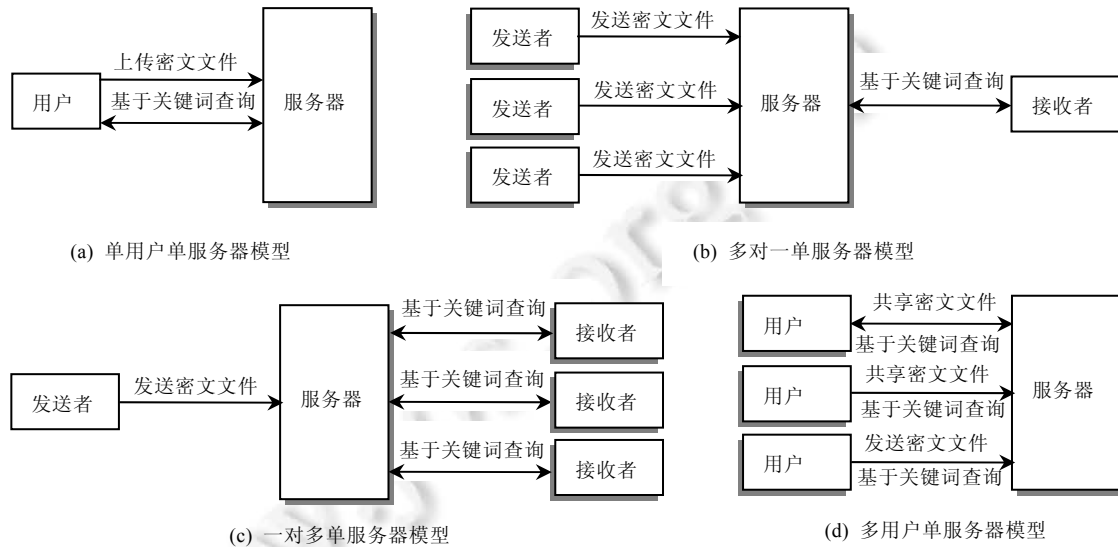 上传密文文件
用户
基于关键词查询
服务器
(a) 单用户单服务器模型
发送者
发送密文文件
发送者
发送密文文件
发送者
发送密文文件
服务器
基于关键词查询
接收者
(b) 多对一单服务器模型
发送者
发送密文文件
服务器
基于关键词查询
接收者
基于关键词查询
接收者
基于关键词查询
接收者
(c) 一对多单服务器模型
用户
共享密文文件
基于关键词查询
用户
共享密文文件
基于关键词查询
用户
发送密文文件
基于关键词查询
服务器
(d) 多用户单服务器模型